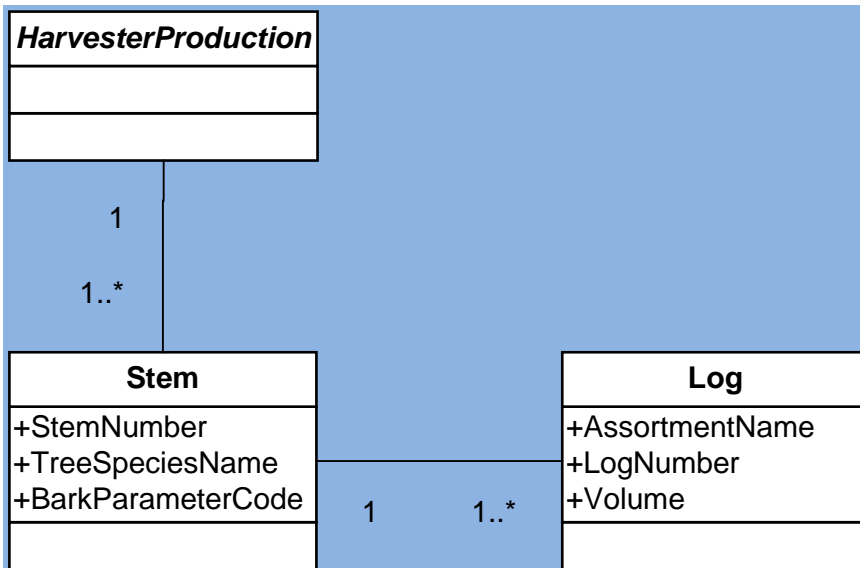 HarvesterProduction
1
1..*
Stem
+StemNumber
+TreeSpeciesName
+BarkParameterCode
1
1..*
Log
+AssortmentName
+LogNumber
+Volume